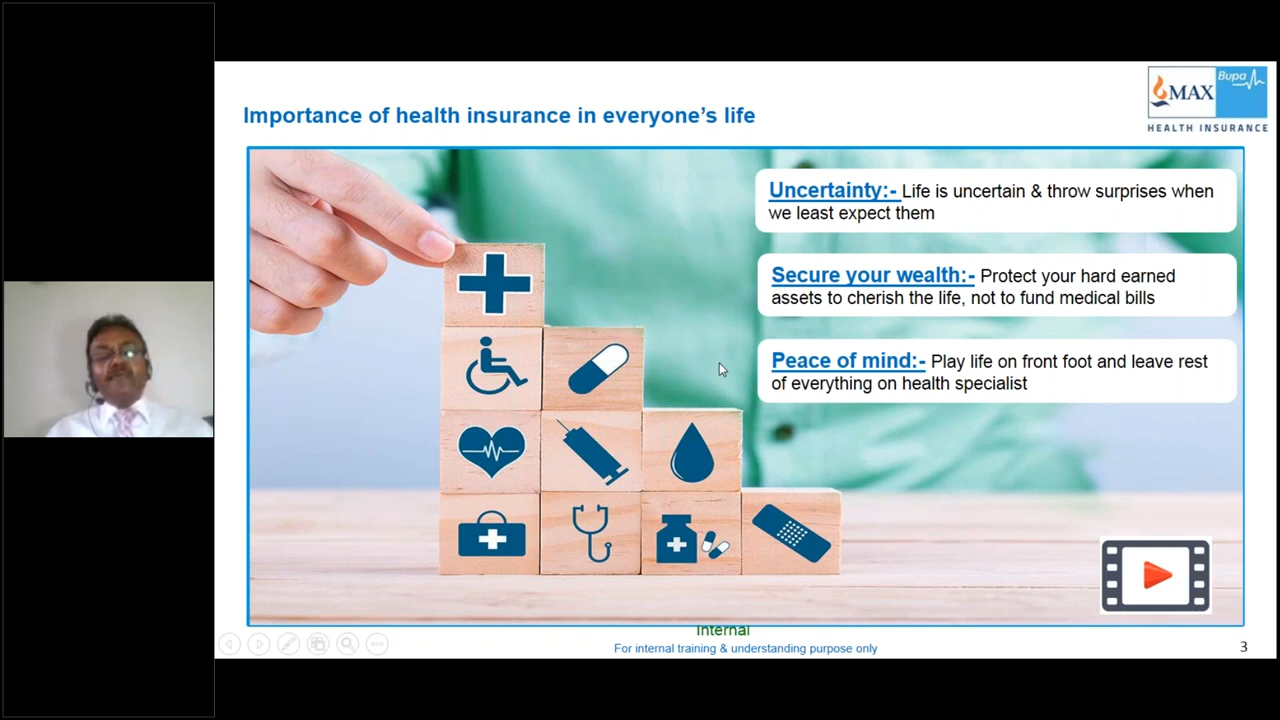 Importance of health insurance in everyone's life
MAX
Bupa
HEALTH INSURANCE
Uncertainty:- Life is uncertain & throw surprises when
we least expect them
Secure your wealth:- Protect your hard earned
assets to cherish the life, not to fund medical bills
Peace of mind:- Play life on front foot and leave rest
of everything on health specialist
Internal
For internal training & understanding purpose only
3